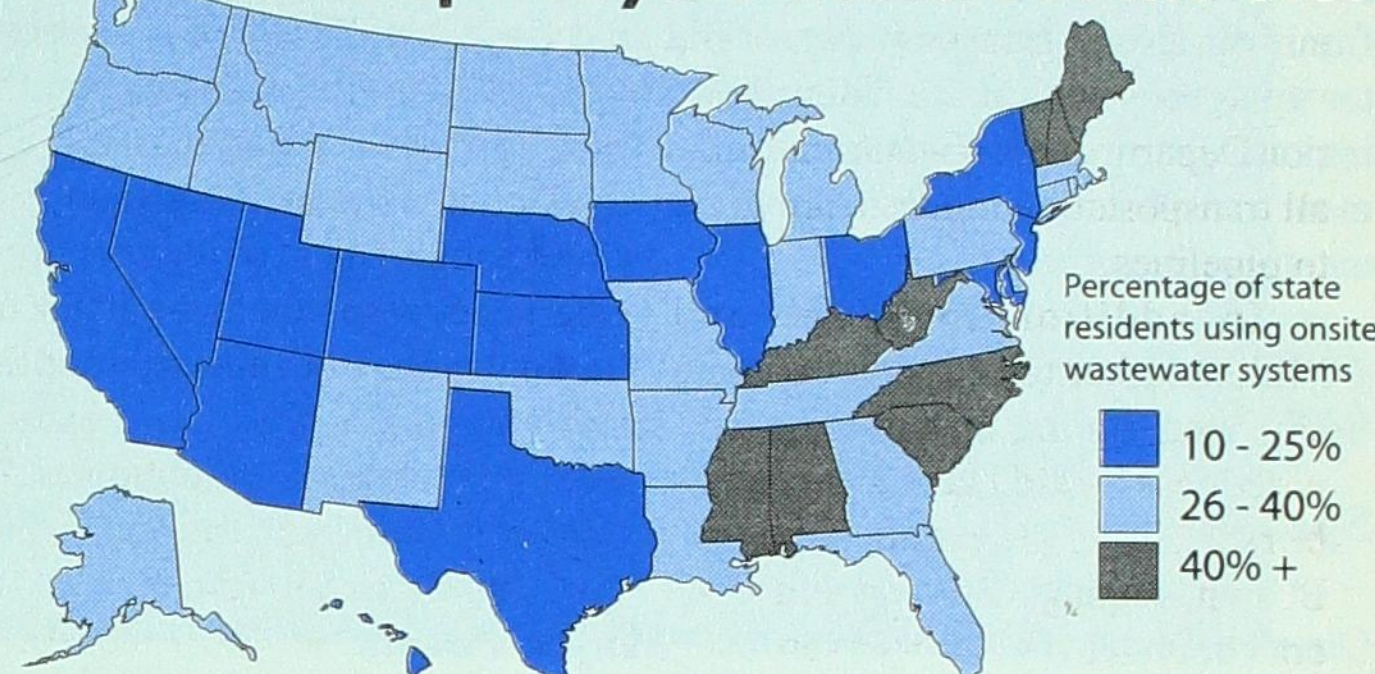 Percentage of state
residents using onsite
wastewater systems
10 - 25%
26 - 40%
40% +